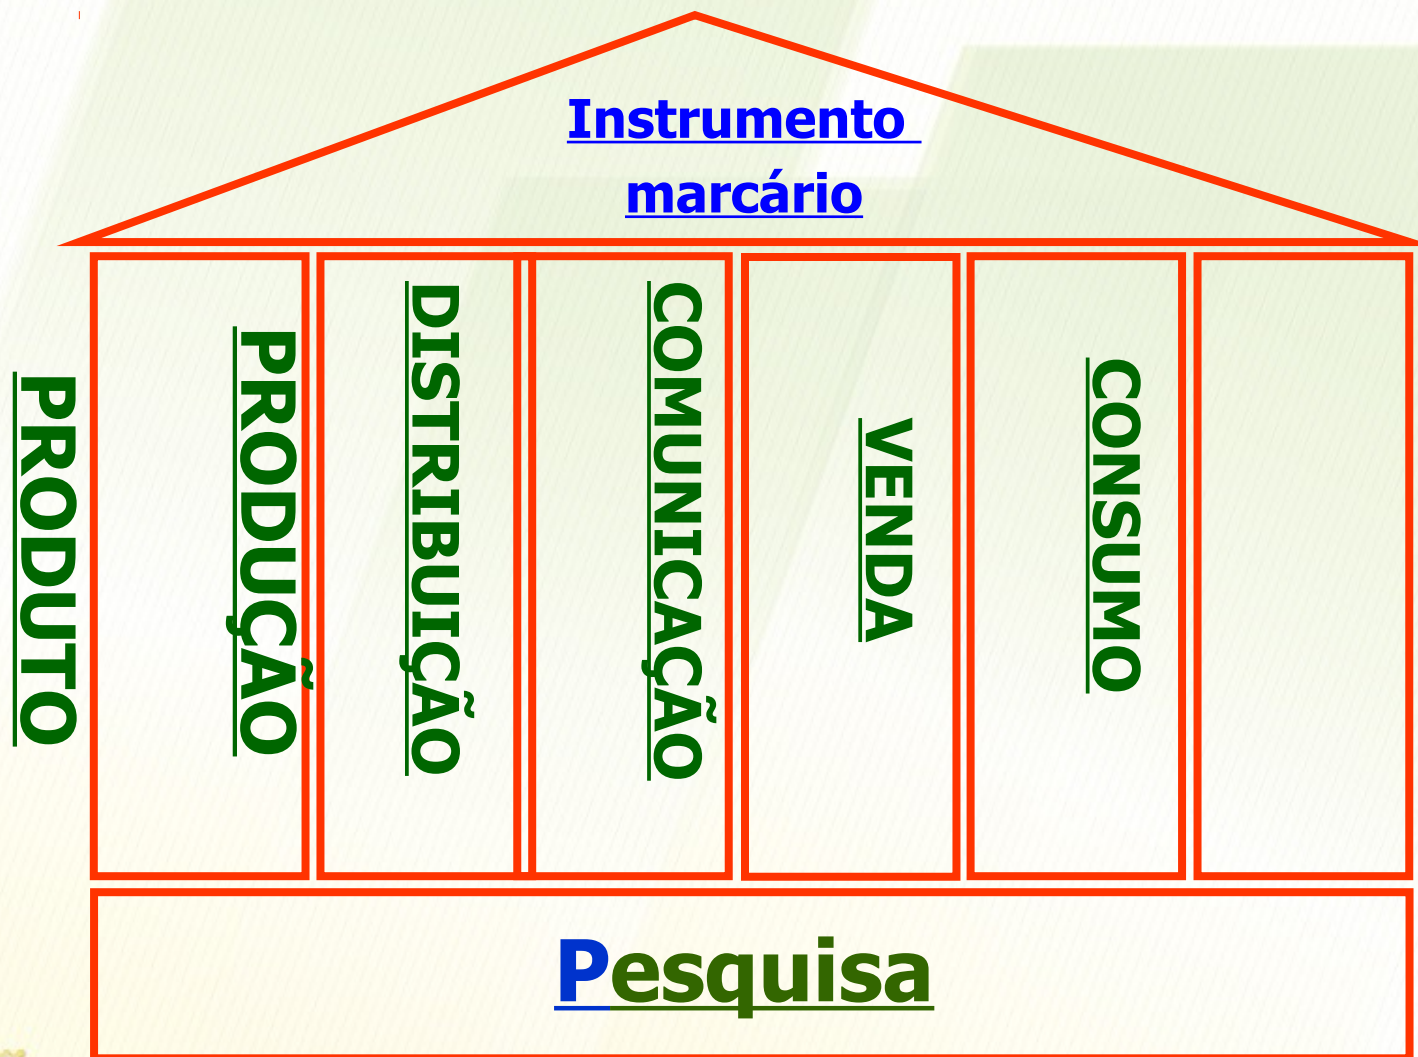 Instrumento
marcário
PRODUTO
PRODUÇÃO
DISTRIBUIÇÃO
COMUNICAÇÃO
VENDA
CONSUMO
Pesquisa